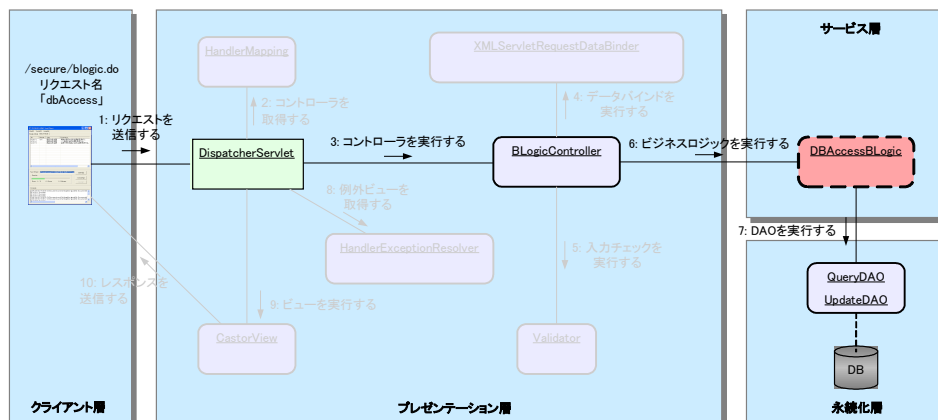 /secure/blogic.do
リクエスト名
「dbAccess」
1: リクエストを
送信する
10: レスポンスを
送信する
クライアント層
HandlerMapping
2: コントローラを
取得する
DispatcherServlet
3: コントローラを実行する
8: 例外ビューを
取得する
HandlerExceptionResolver
9: ビューを実行する
CastorView
XMLServletRequestDataBinder
4: データバインドを
実行する
BLogicController
5: 入力チェックを
実行する
Validator
プレゼンテーション層
6: ビジネスロジックを実行する
サービス層
DBAccessBLogic
7: DAOを実行する
QueryDAO
UpdateDAO
DB
永続化層